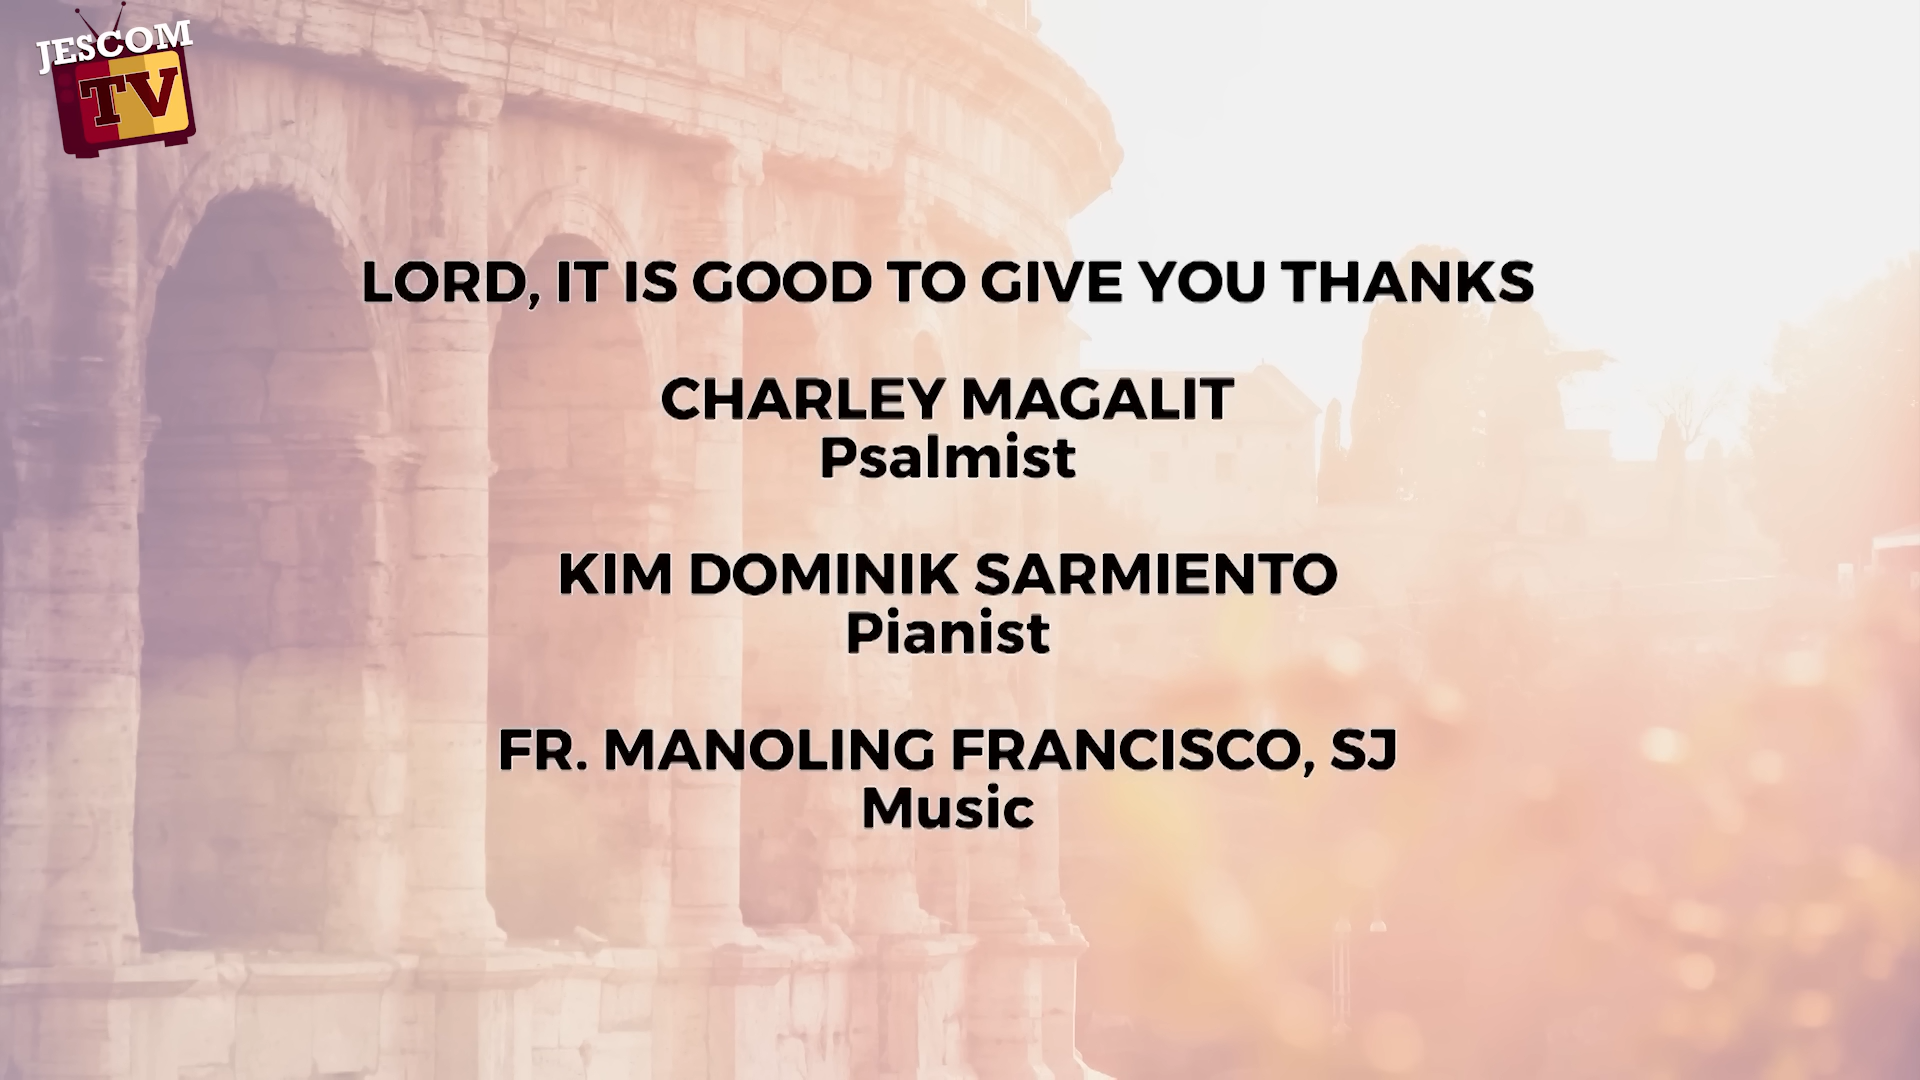 JESCOM
TV
LORD, IT IS GOOD TO GIVE YOU THANKS
CHARLEY MAGALIT
Psalmist
KIM DOMINIK SARMIENTO
Pianist
FR. MANOLING FRANCISCO, SJ
Music